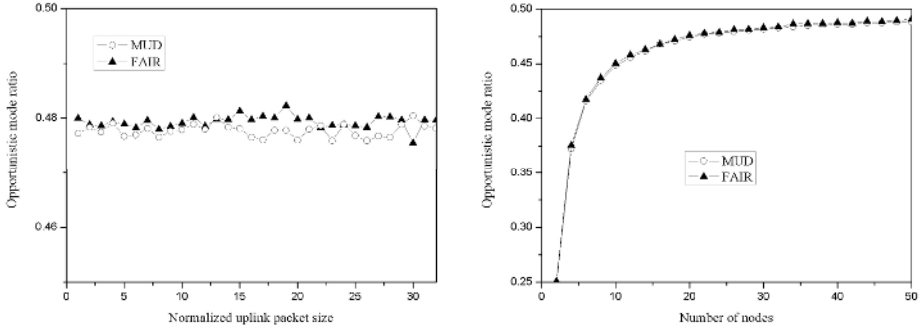 0.50
0.48
0.46
Opportunistic mode ratio
MUD
FAIR
0 5 10 15 20 25 30
Normalized uplink packet size
0.50
0.45
0.40
0.35
0.30
0.25
Opportunistic mode ratio
MUD
FAIR
0 10 20 30 40 50
Number of nodes